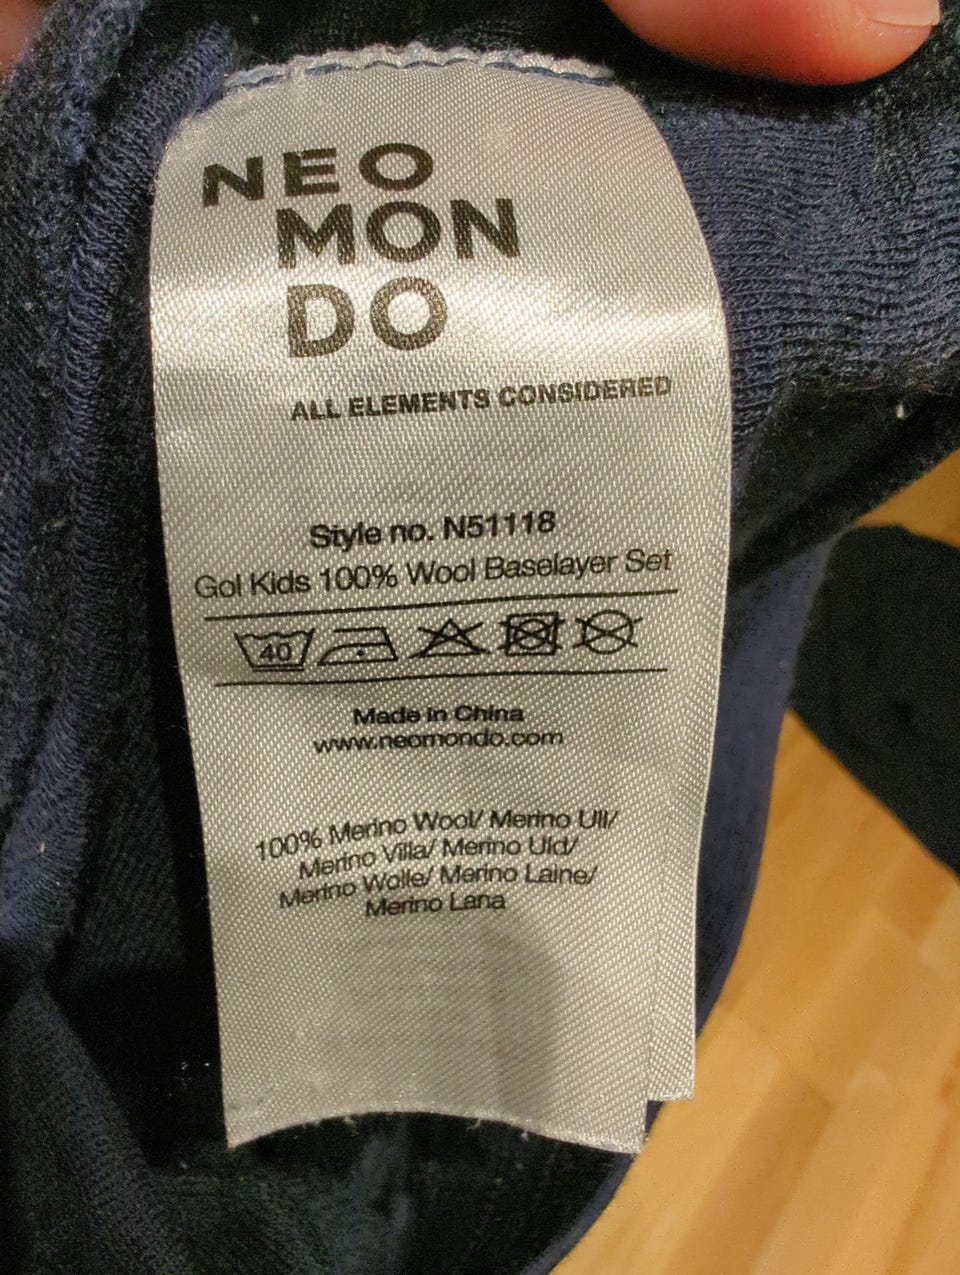 NEO
MON
DO
ALL ELEMENTS CONSIDERED
Style no. N51118
Gol Kids 100% Wool Baselayer Set
40
Made in China
www.neomondo.com
100% Merino Wool/ Merino Ull/
Merino Villa/ Merino Uld/
Merino Wolle/ Merino Laine/
Merino Lana